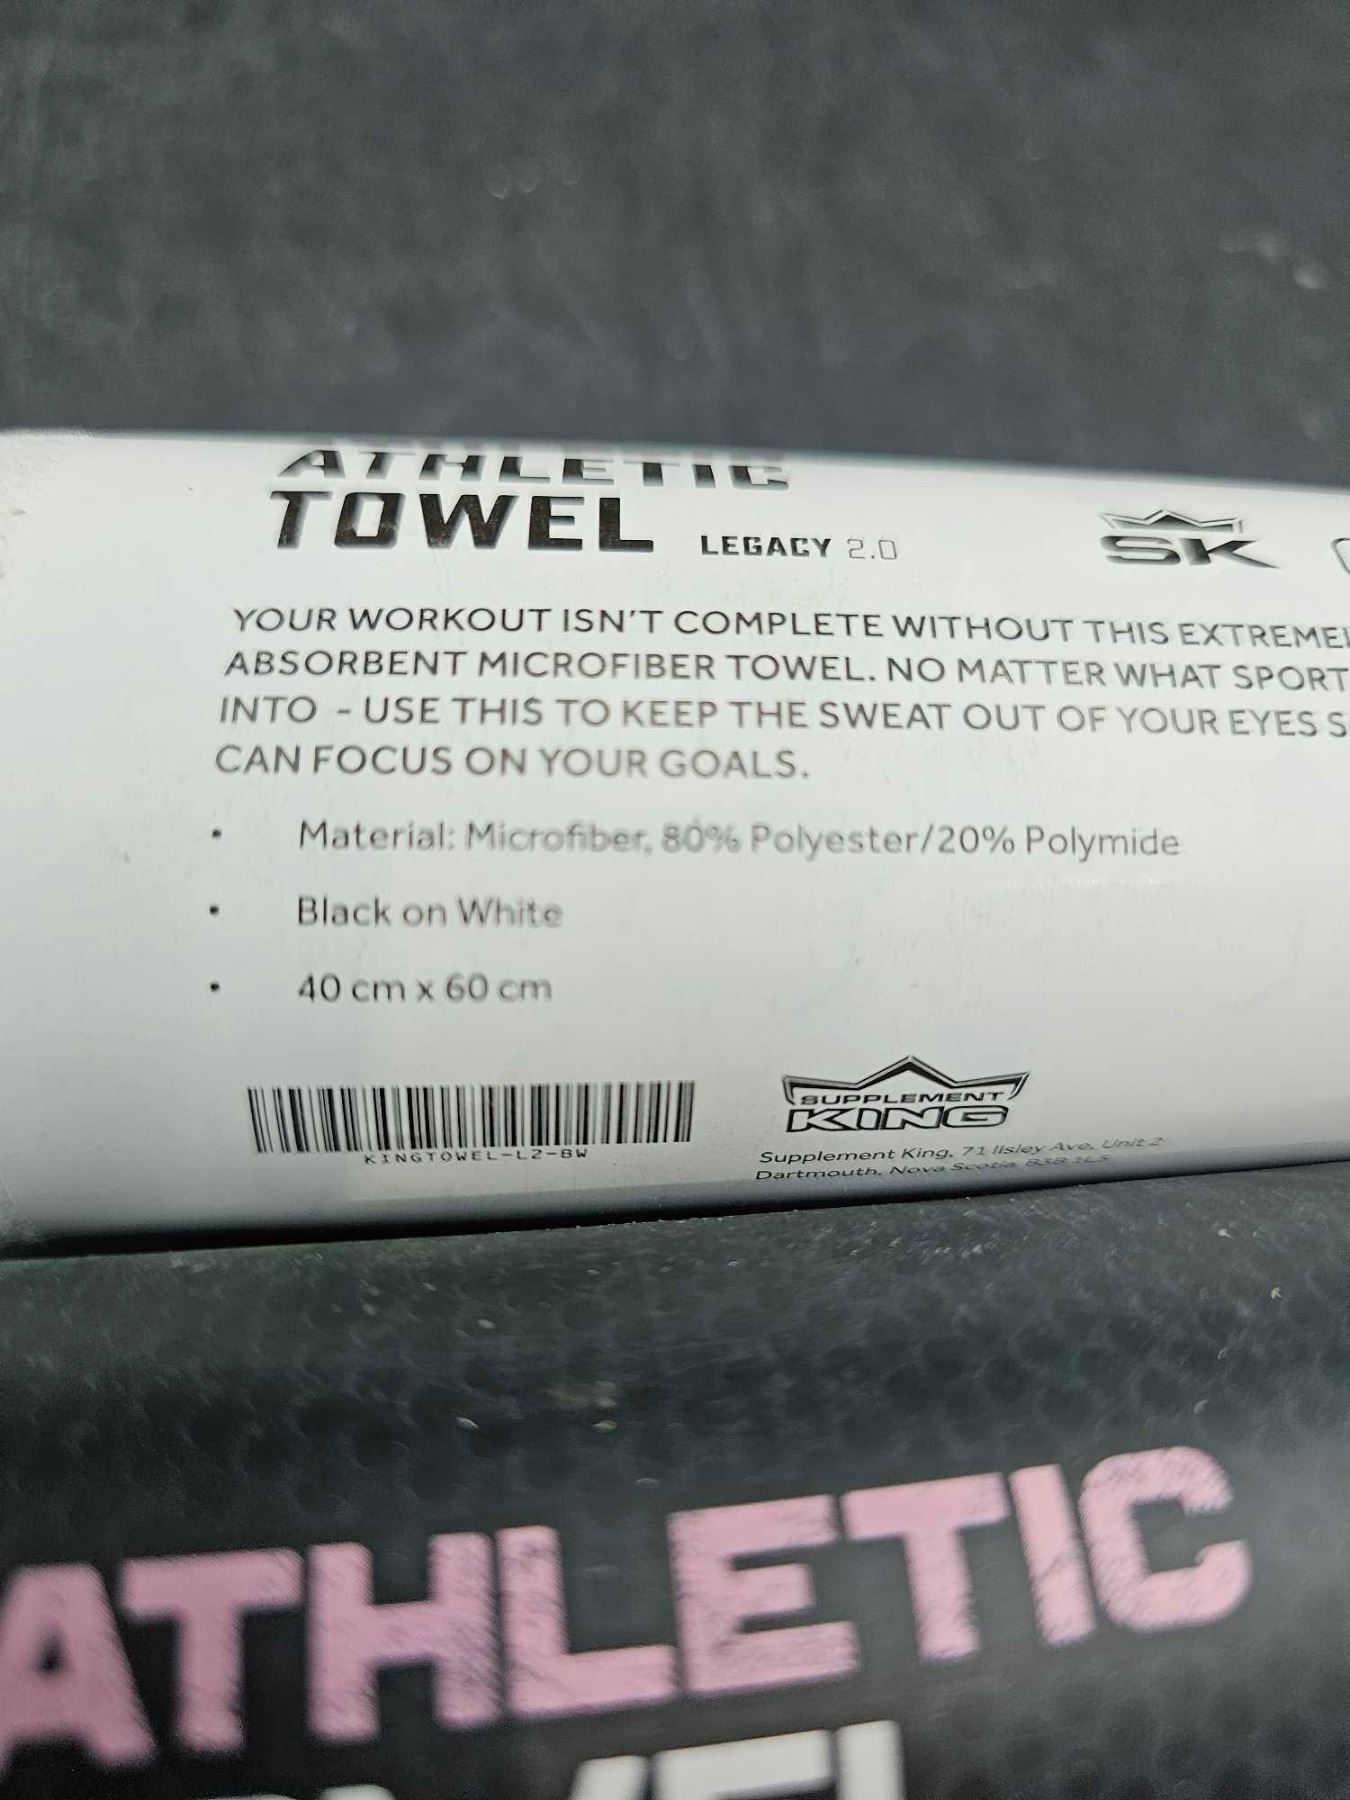 ATHLETIC
TOWEL LEGACY 2.0
SK
YOUR WORKOUT ISN'T COMPLETE WITHOUT THIS
ABSORBENT MICROFIBER TOWEL. NO MATTER WHAT SPORT
INTO - USE THIS TO KEEP THE SWEAT OUT OF YOUR EYES
CAN FOCUS ON YOUR GOALS.
• Material: Microfiber, 80% Polyester/20% Polymide
• Black on White
• 40 cm x 60 cm
KINGTOWEL-L2-BW
SUPPLEMENT
KING
Supplement King, 71 Ilsley Ave, Unit 2
Dartmouth, Nova Scotia
ATHLETIC